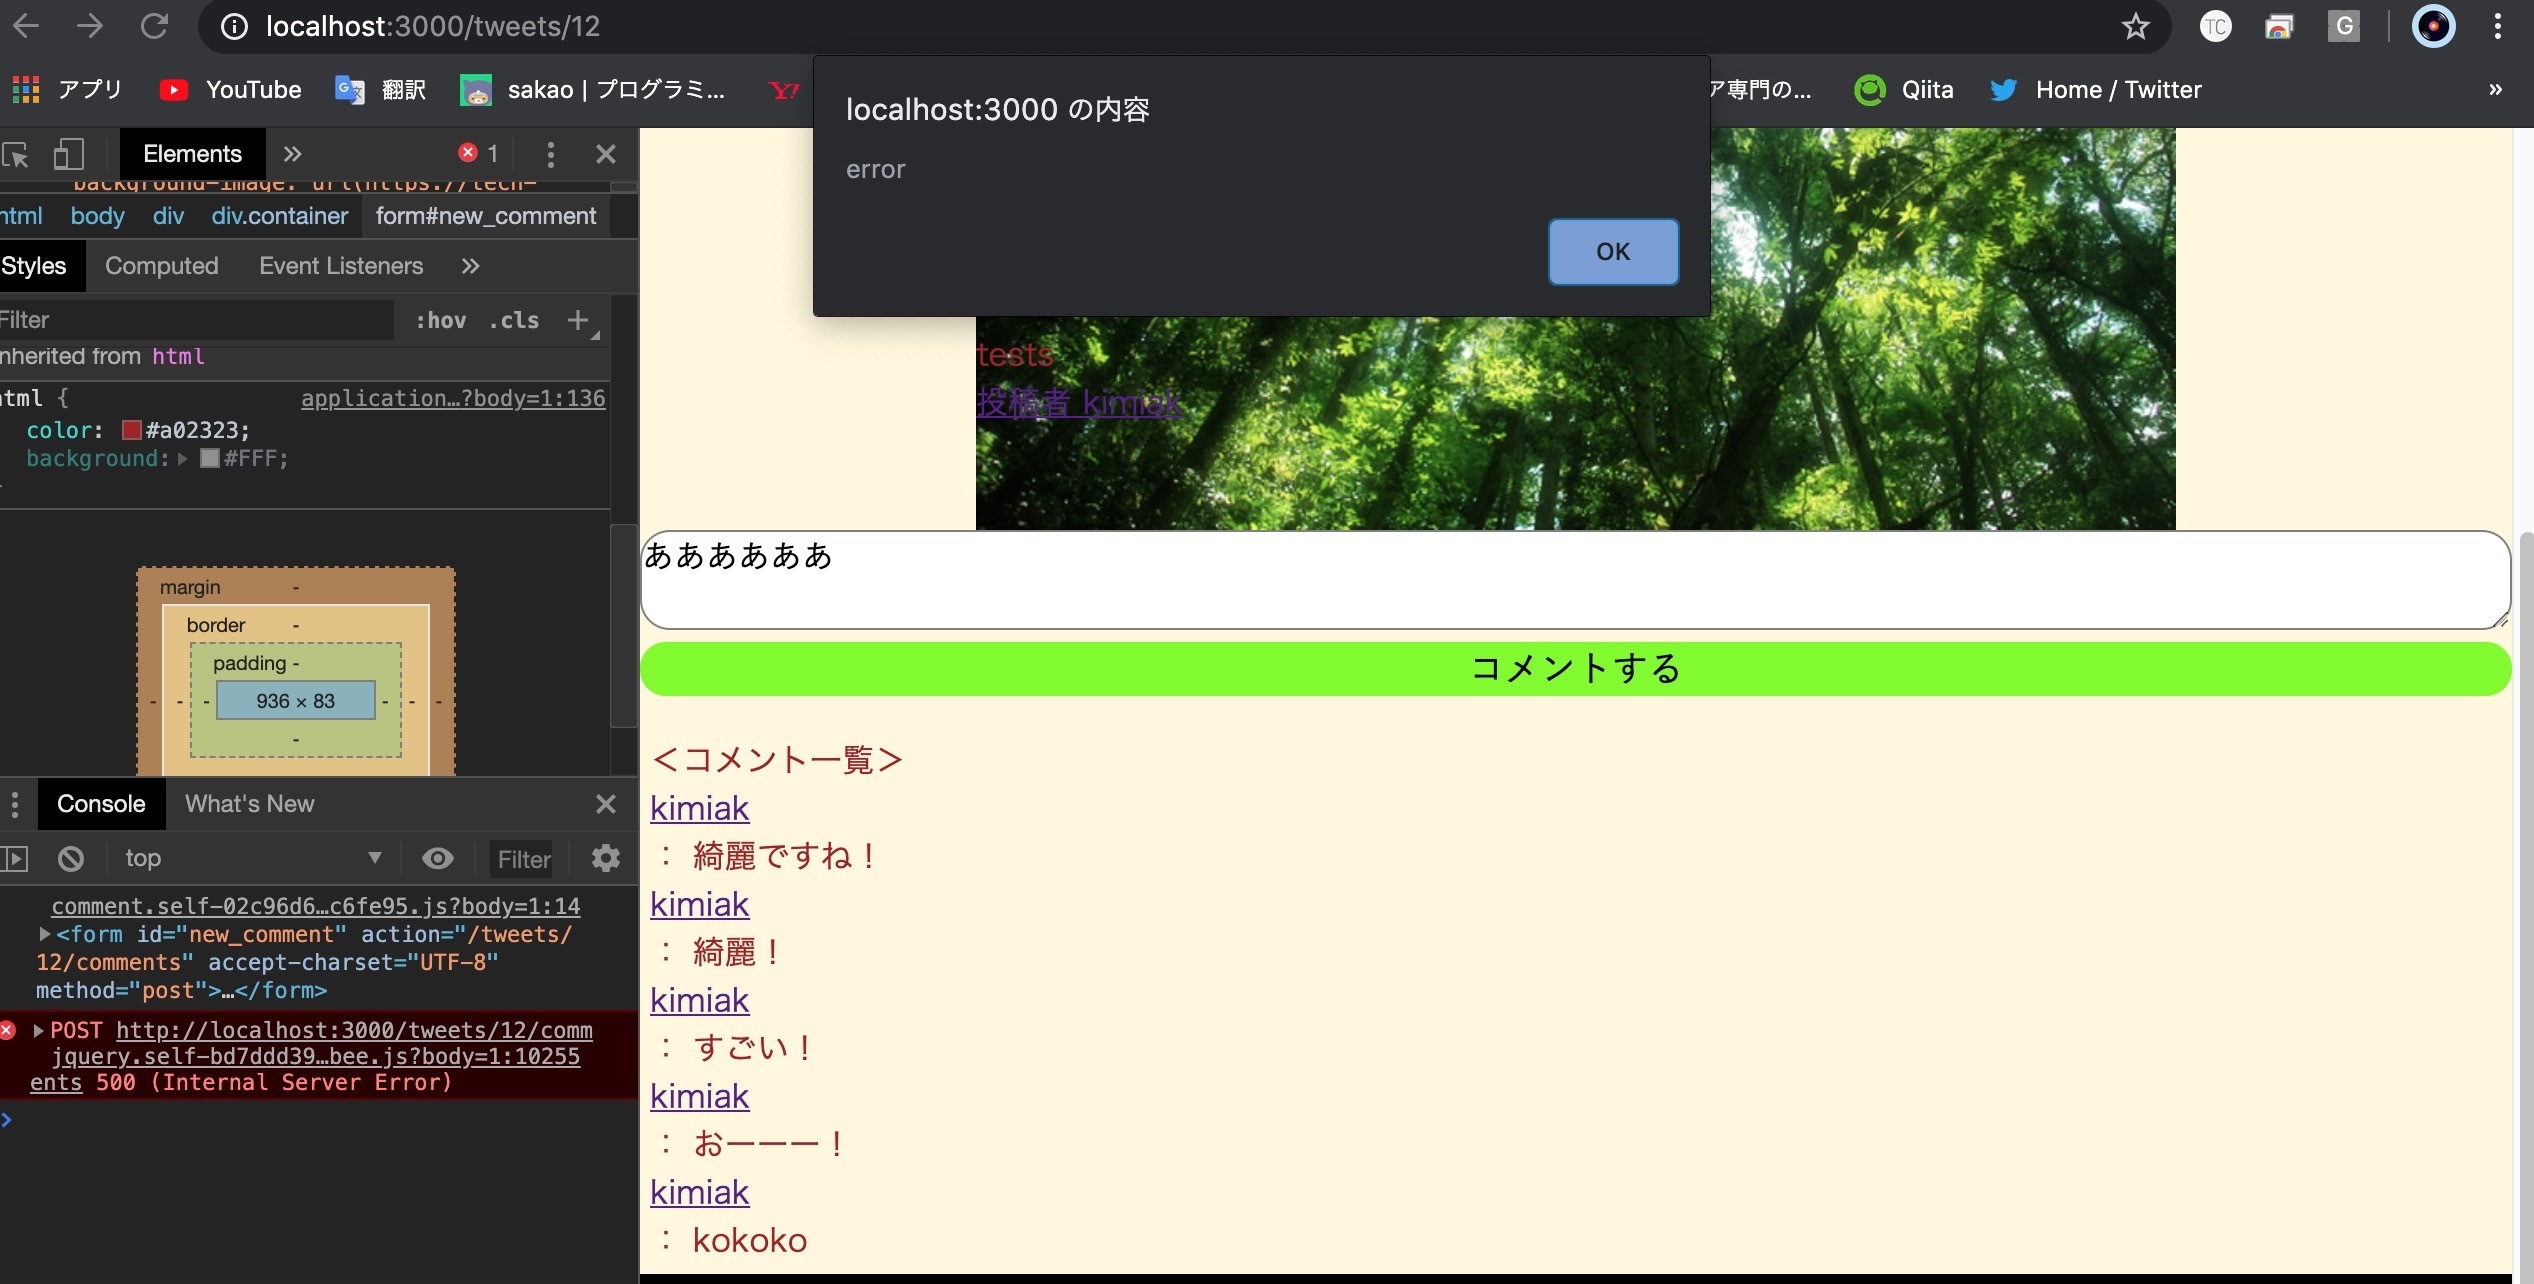 localhost:3000/tweets/12
TC
G
アプリ YouTube 翻訳 sakao | プログラミ... Y! ア専門の... Qiita Home / Twitter »
localhost:3000 の内容
error
OK
Elements » 1
html body div div.container form#new_comment
Styles Computed Event Listeners »
Filter :hov .cls +
Inherited from html
html { application…?body=1:136
color: #a02323;
background: #FFF;
margin -
border -
padding -
- - - 936 × 83 - - -
-
Console What's New
top Filter
comment.self-02c96d6…c6fe95.js?body=1:14
<form id="new_comment" action="/tweets/
12/comments" accept-charset="UTF-8"
method="post">…</form>
POST http://localhost:3000/tweets/12/comm
jquery.self-bd7ddd39…bee.js?body=1:10255
ents 500 (Internal Server Error)
tests
投稿者 kimiak
ああああああ
コメントする
＜コメント一覧＞
kimiak
： 綺麗ですね！
kimiak
： 綺麗！
kimiak
： すごい！
kimiak
： おーーー！
kimiak
： kokoko